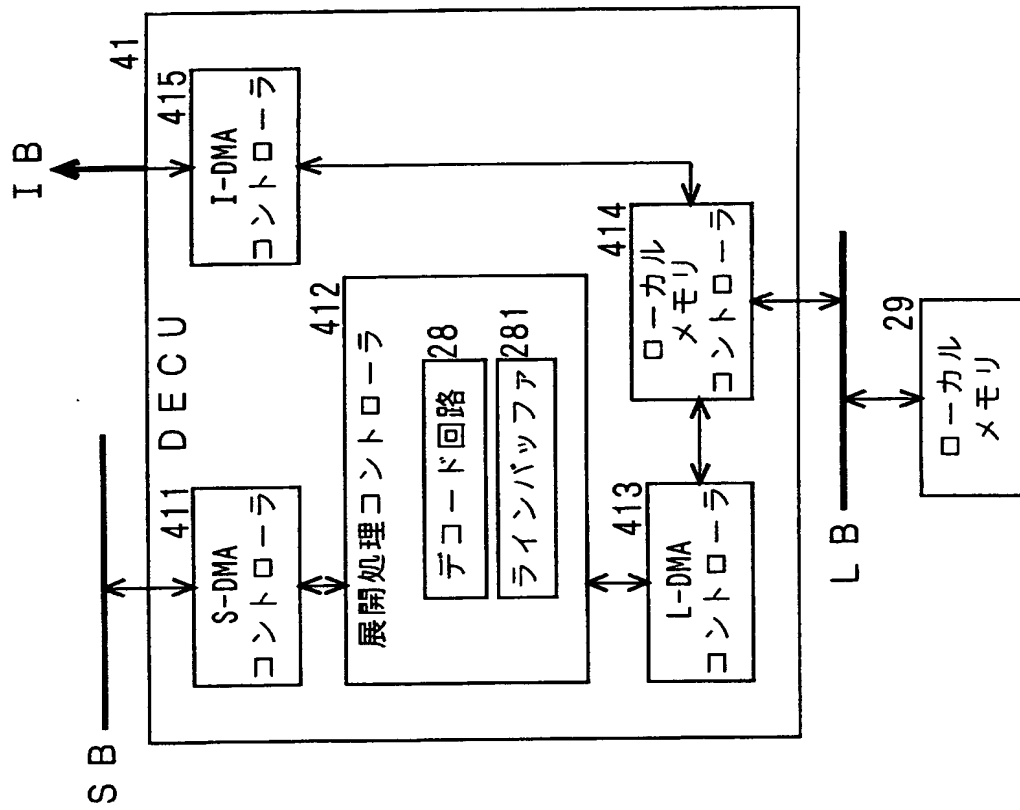 IB
SB
DECU
41
411
S-DMA
コントローラ
415
I-DMA
コントローラ
412
展開処理コントローラ
28
デコード回路
281
ラインバッファ
413
L-DMA
コントローラ
414
ローカル
メモリ
コントローラ
LB
29
ローカル
メモリ